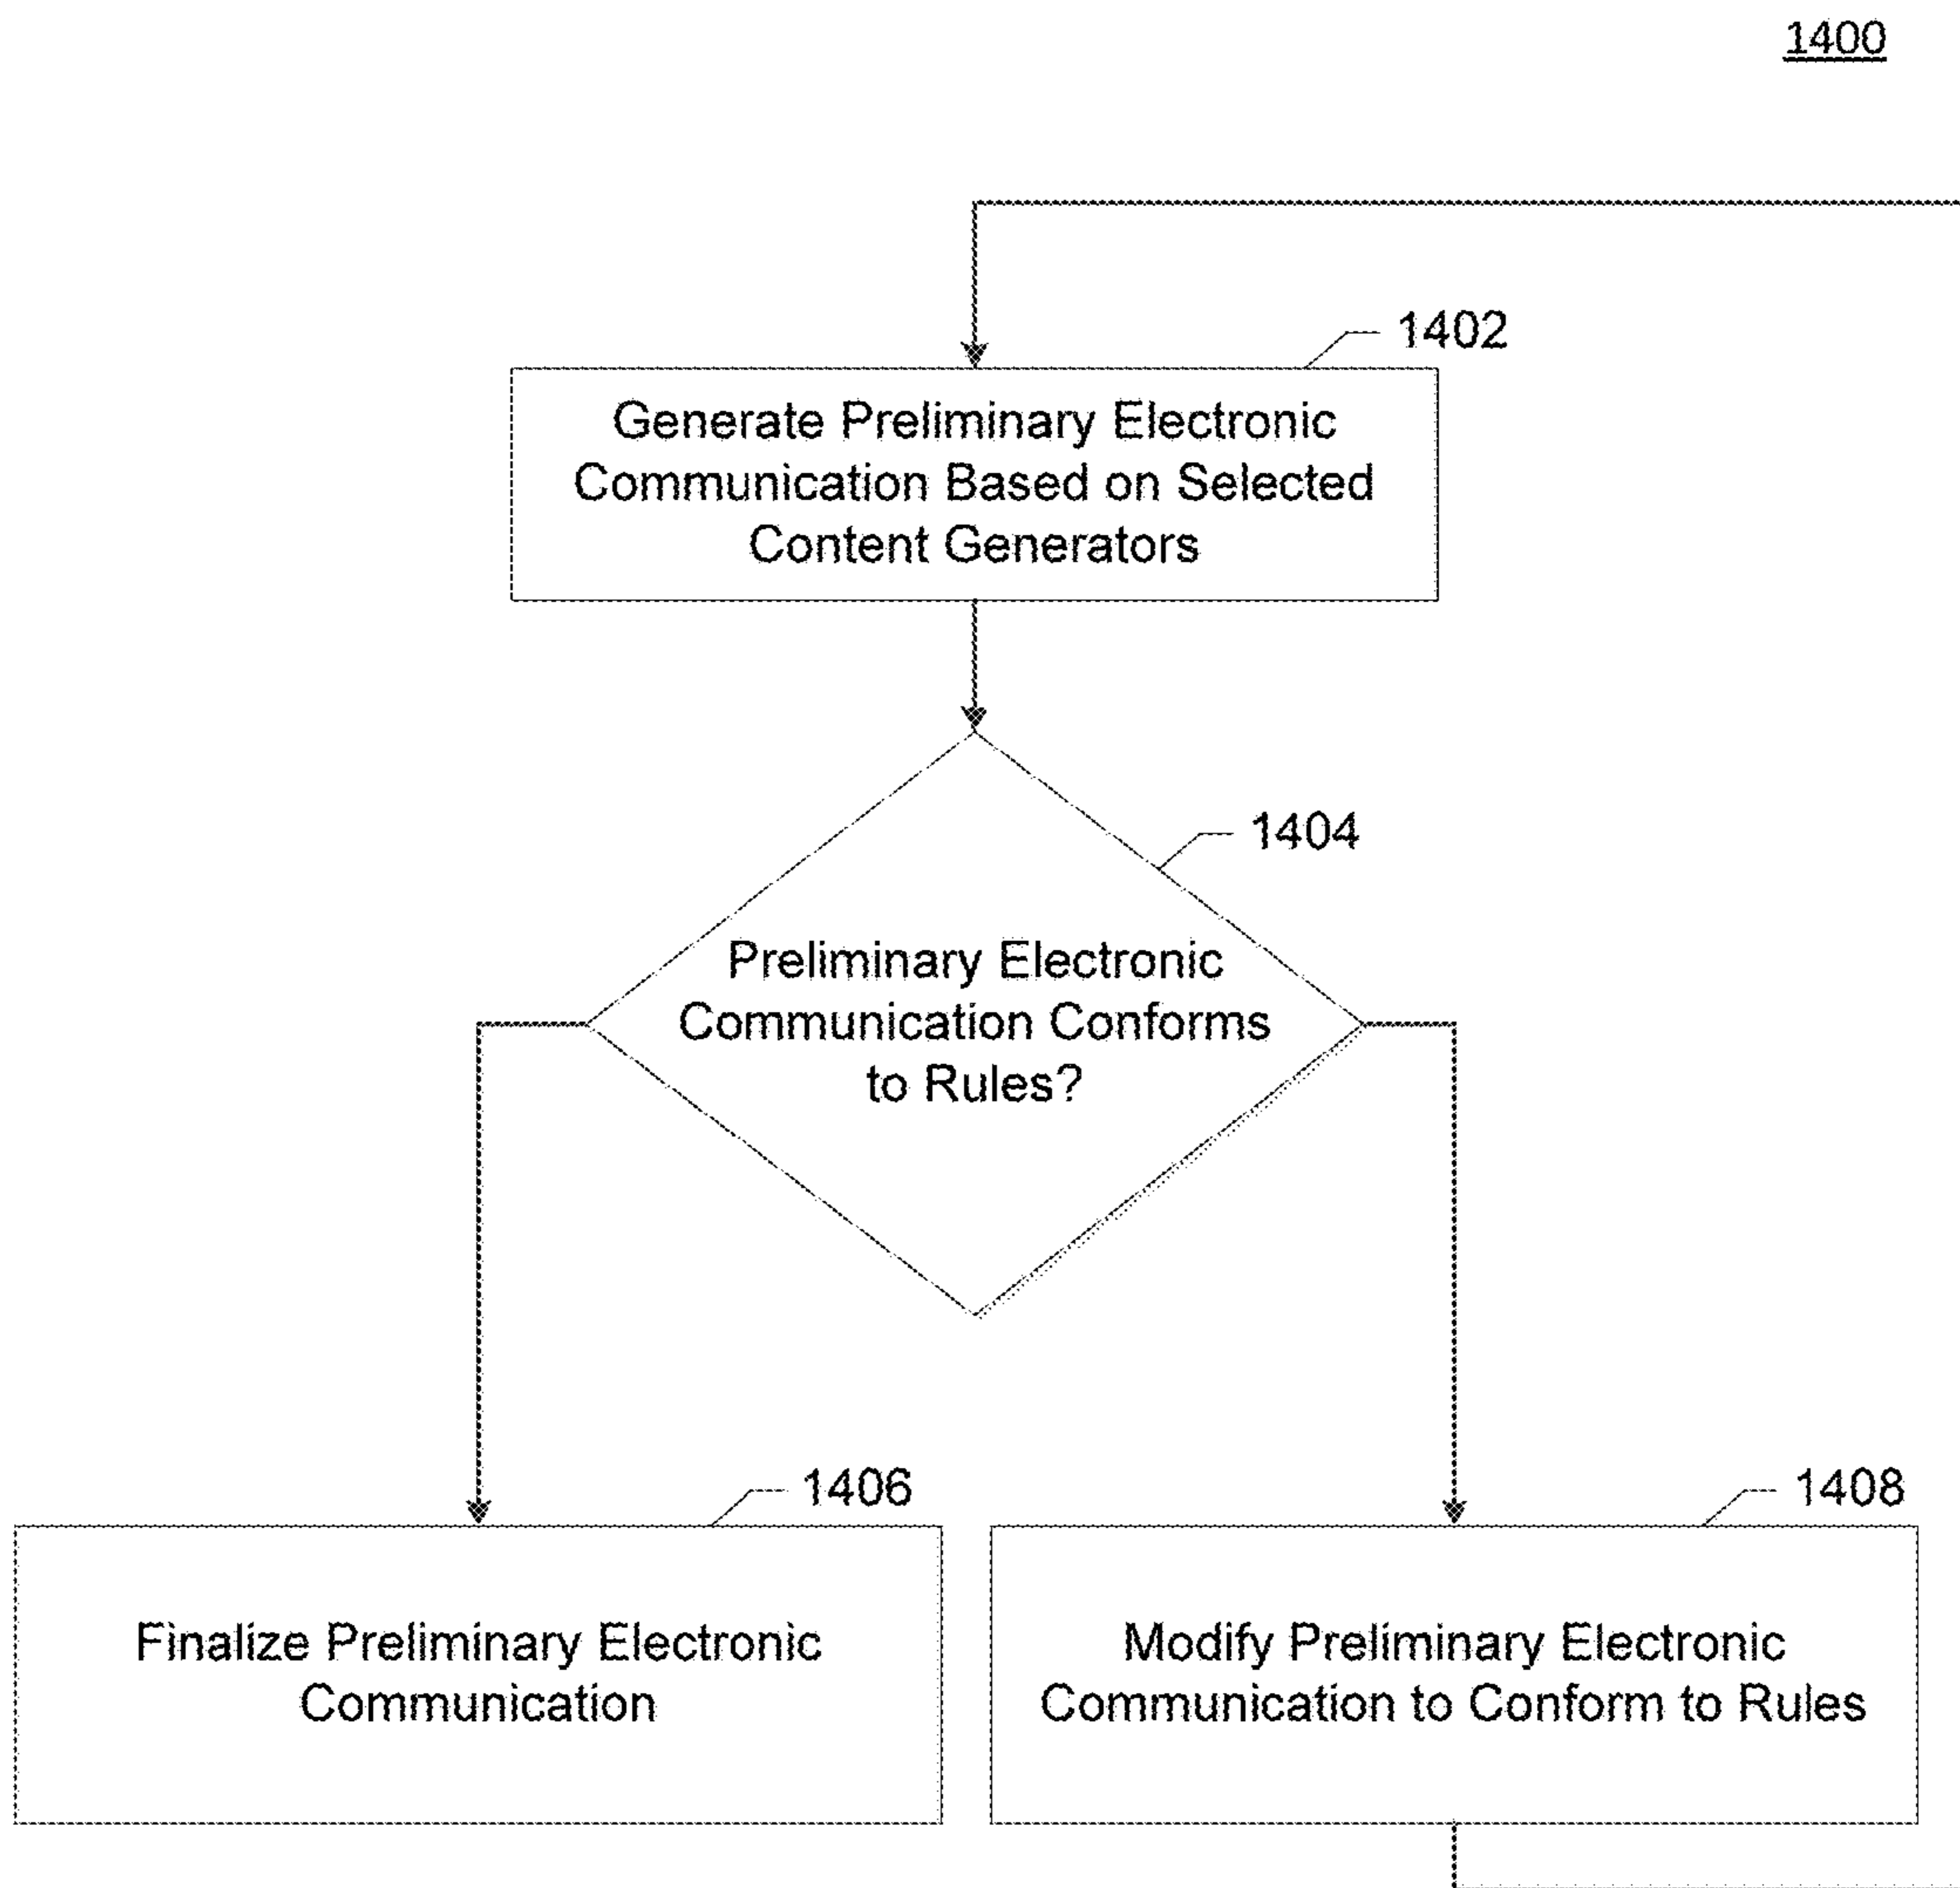 1400
1402
Generate Preliminary Electronic
Communication Based on Selected
Content Generators
1404
Preliminary Electronic
Communication Conforms
to Rules?
1406
Finalize Preliminary Electronic
Communication
1408
Modify Preliminary Electronic
Communication to Conform to Rules